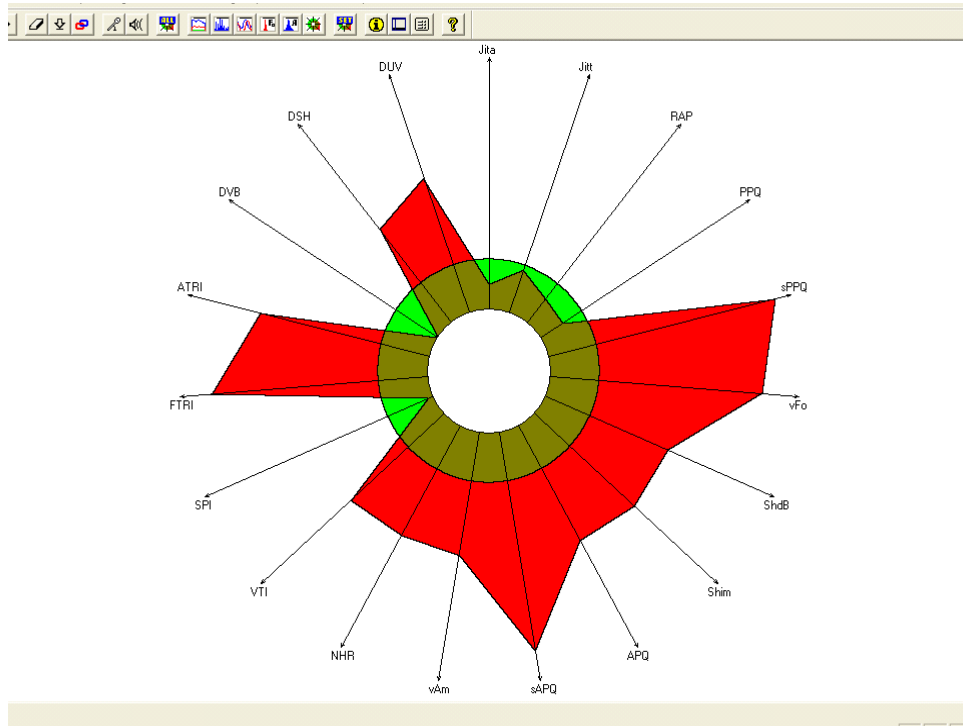 Jita
DUV
Jitt
DSH
RAP
DVB
PPQ
ATRI
sPPQ
FTRI
vFo
SPI
ShdB
VTI
Shim
NHR
APQ
vAm
sAPQ